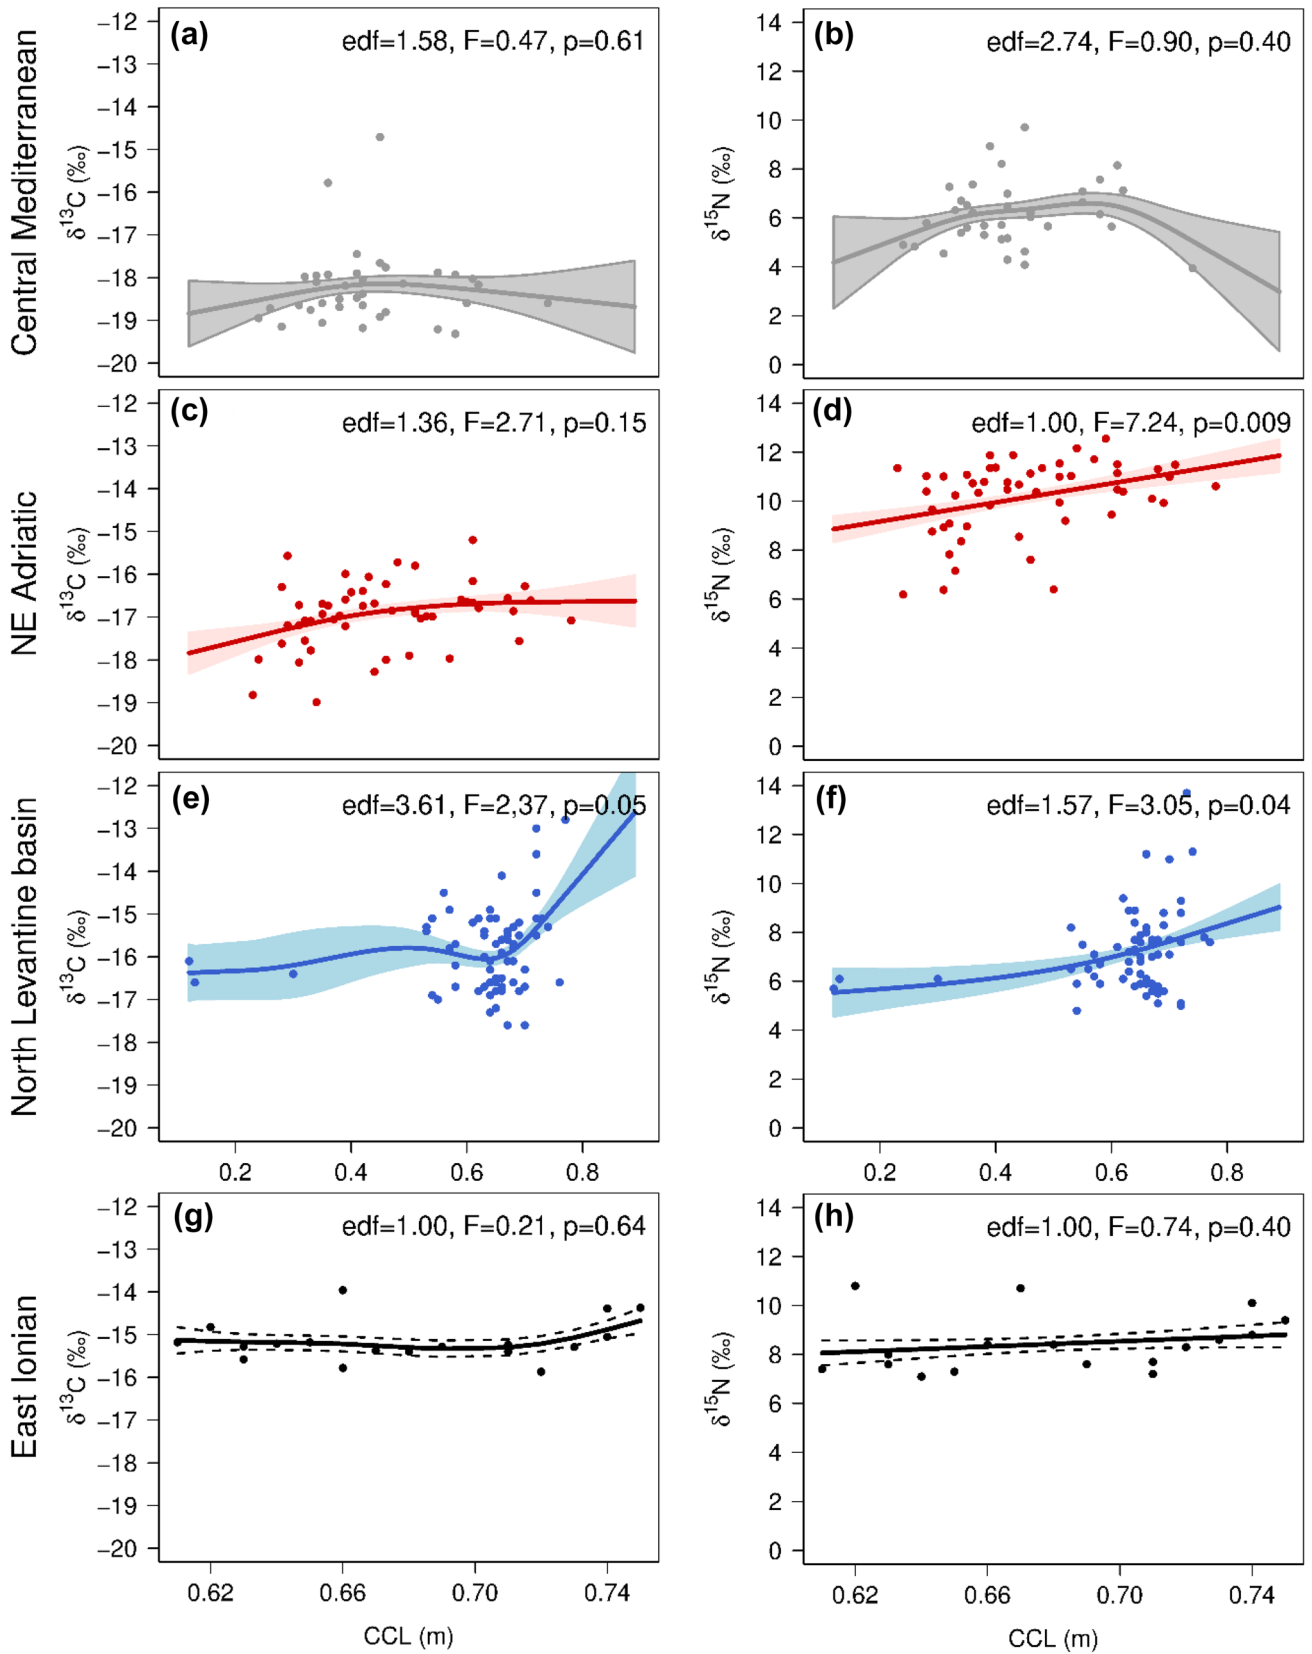 Central Mediterranean
δ13C (‰)
−12
−13
−14
−15
−16
−17
−18
−19
−20
(a)
edf=1.58, F=0.47, p=0.61
δ15N (‰)
14
12
10
8
6
4
2
0
(b)
edf=2.74, F=0.90, p=0.40
NE Adriatic
δ13C (‰)
−12
−13
−14
−15
−16
−17
−18
−19
−20
(c)
edf=1.36, F=2.71, p=0.15
δ15N (‰)
14
12
10
8
6
4
2
0
(d)
edf=1.00, F=7.24, p=0.009
North Levantine basin
δ13C (‰)
−12
−13
−14
−15
−16
−17
−18
−19
−20
(e)
edf=3.61, F=2,37, p=0.05
0.2 0.4 0.6 0.8
δ15N (‰)
14
12
10
8
6
4
2
0
(f)
edf=1.57, F=3.05, p=0.04
0.2 0.4 0.6 0.8
East Ionian
δ13C (‰)
−12
−13
−14
−15
−16
−17
−18
−19
−20
(g)
edf=1.00, F=0.21, p=0.64
0.62 0.66 0.70 0.74
CCL (m)
δ15N (‰)
14
12
10
8
6
4
2
0
(h)
edf=1.00, F=0.74, p=0.40
0.62 0.66 0.70 0.74
CCL (m)